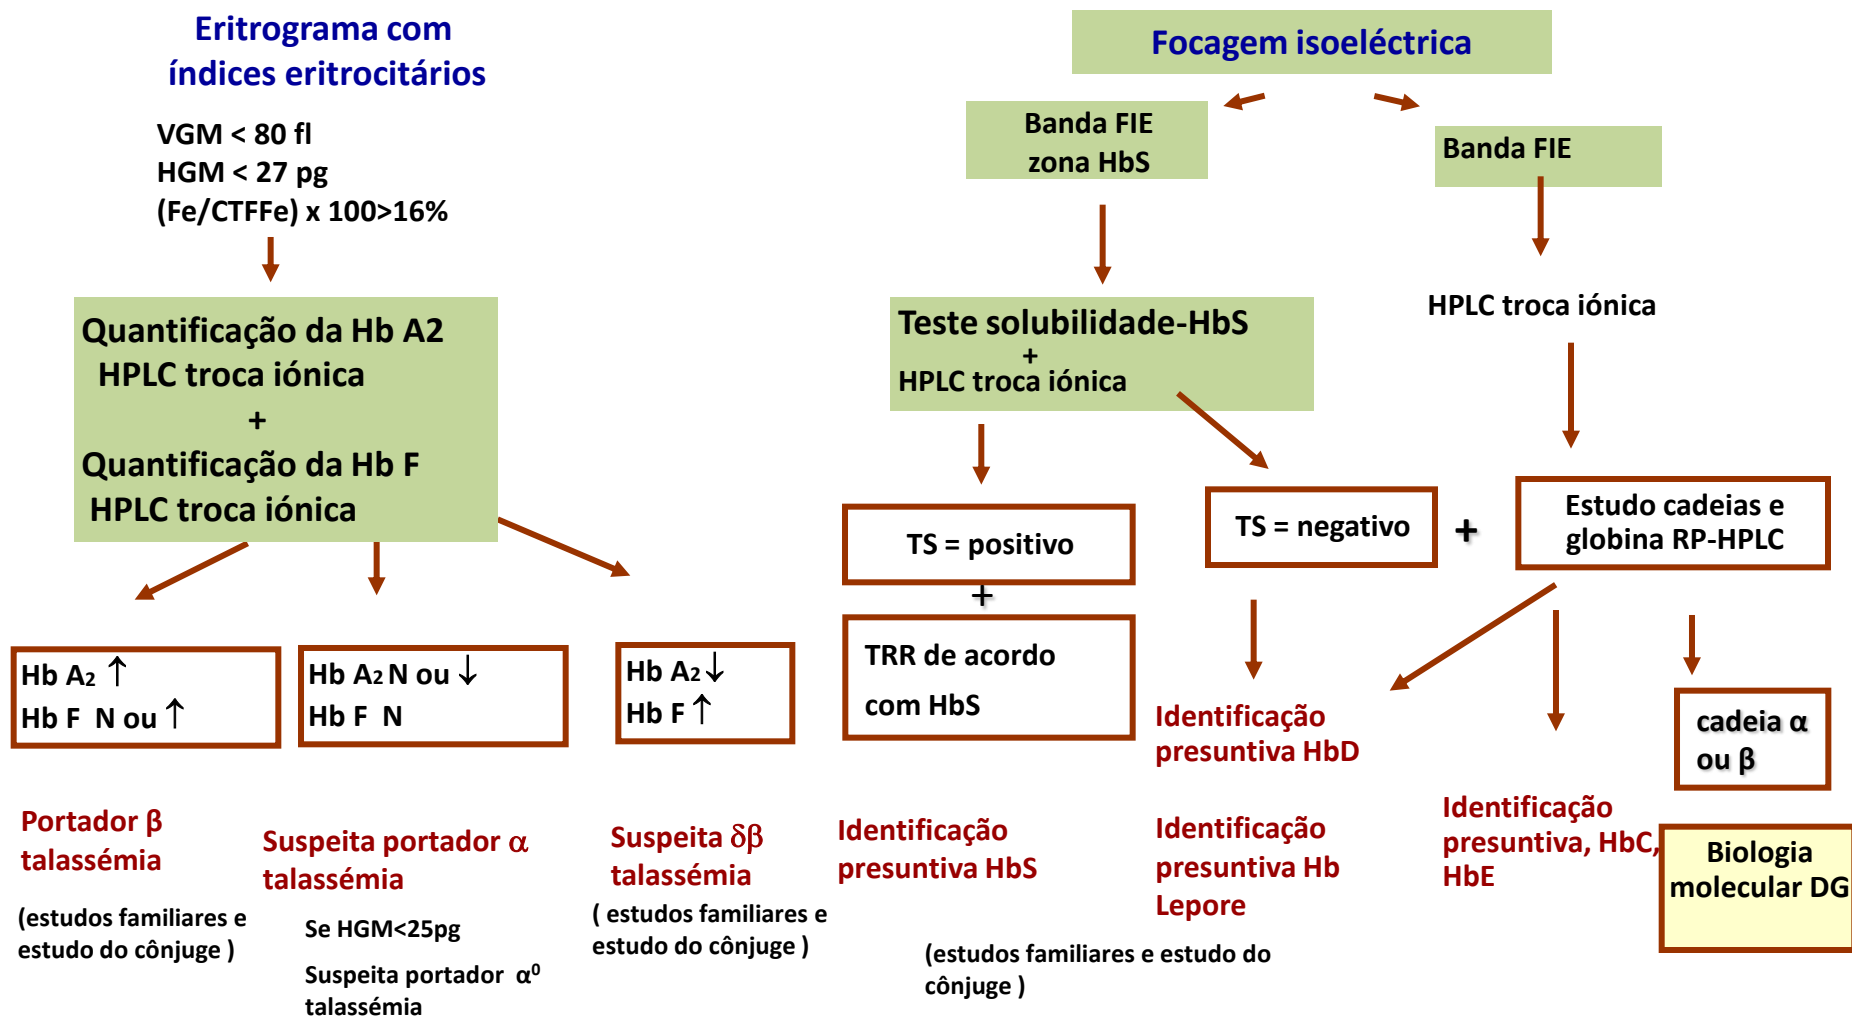 Eritrograma com
índices eritrocitários
VGM < 80 fl
HGM < 27 pg
(Fe/CTFFe) x 100>16%
Quantificação da Hb A2
HPLC troca iónica
+
Quantificação da Hb F
HPLC troca iónica
Hb A2 ↑
Hb F N ou ↑
Hb A2 N ou ↓
Hb F N
Hb A2 ↓
Hb F ↑
Portador β
talassémia
(estudos familiares e
estudo do cônjuge )
Suspeita portador α
talassémia
Se HGM<25pg
Suspeita portador α⁰
talassémia
Suspeita δβ
talassémia
( estudos familiares e
estudo do cônjuge )
Focagem isoeléctrica
Banda FIE
zona HbS
Banda FIE
Teste solubilidade-HbS
+
HPLC troca iónica
HPLC troca iónica
TS = positivo
+
TRR de acordo
com HbS
TS = negativo
+
Estudo cadeias e
globina RP-HPLC
Identificação
presuntiva HbS
Identificação
presuntiva HbD
Identificação
presuntiva Hb
Lepore
(estudos familiares e estudo do
cônjuge )
Identificação
presuntiva, HbC,
HbE
cadeia α
ou β
Biologia
molecular DG